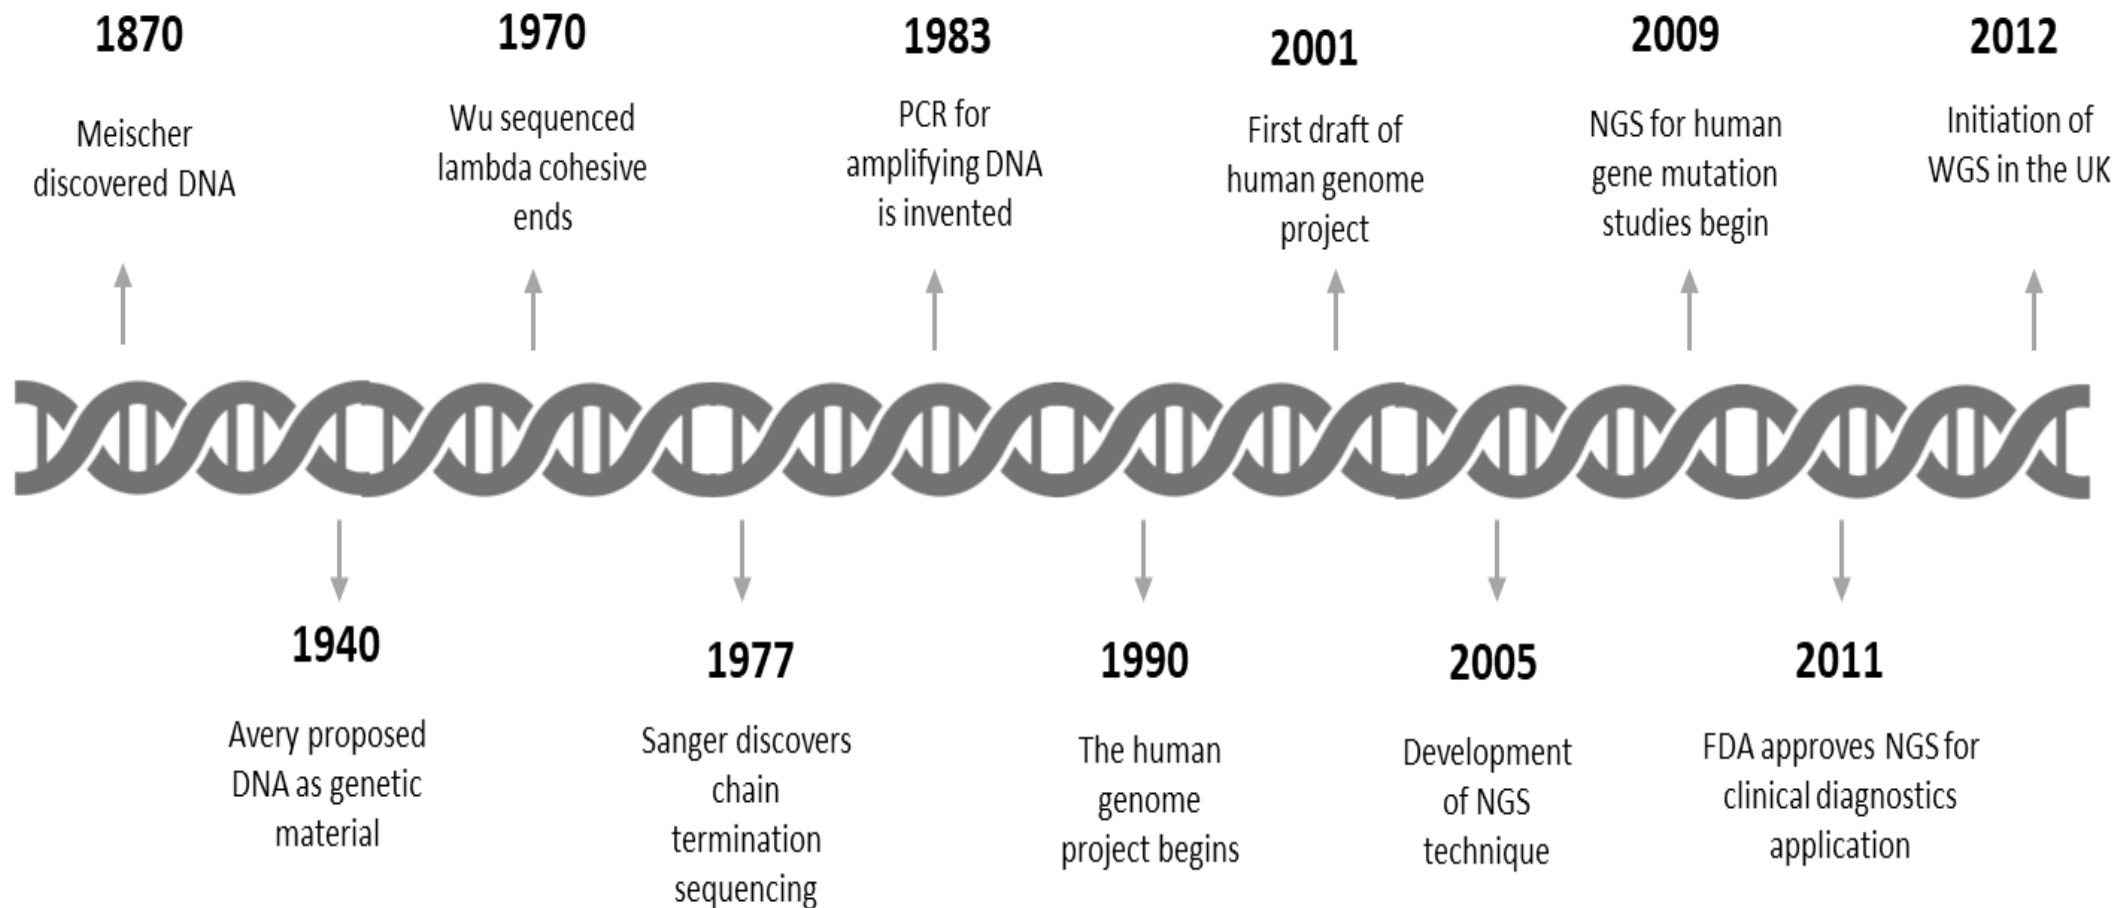 1870
Meischer
discovered DNA
1970
Wu sequenced
lambda cohesive
ends
1983
PCR for
amplifying DNA
is invented
2001
First draft of
human genome
project
2009
NGS for human
gene mutation
studies begin
2012
Initiation of
WGS in the UK
1940
Avery proposed
DNA as genetic
material
1977
Sanger discovers
chain
termination
sequencing
1990
The human
genome
project begins
2005
Development
of NGS
technique
2011
FDA approves NGS for
clinical diagnostics
application